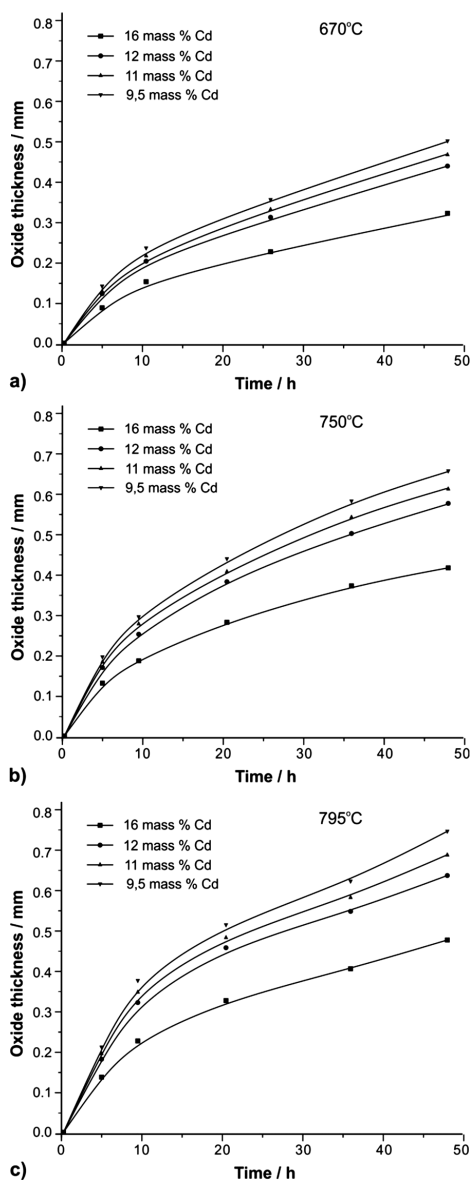 670°C
16 mass % Cd
12 mass % Cd
11 mass % Cd
9,5 mass % Cd
Oxide thickness / mm
0.8
0.7
0.6
0.5
0.4
0.3
0.2
0.1
0.0
0 10 20 30 40 50
Time / h
a)
750°C
16 mass % Cd
12 mass % Cd
11 mass % Cd
9,5 mass % Cd
Oxide thickness / mm
0.8
0.7
0.6
0.5
0.4
0.3
0.2
0.1
0.0
0 10 20 30 40 50
Time / h
b)
795°C
16 mass % Cd
12 mass % Cd
11 mass % Cd
9,5 mass % Cd
Oxide thickness / mm
0.8
0.7
0.6
0.5
0.4
0.3
0.2
0.1
0.0
0 10 20 30 40 50
Time / h
c)